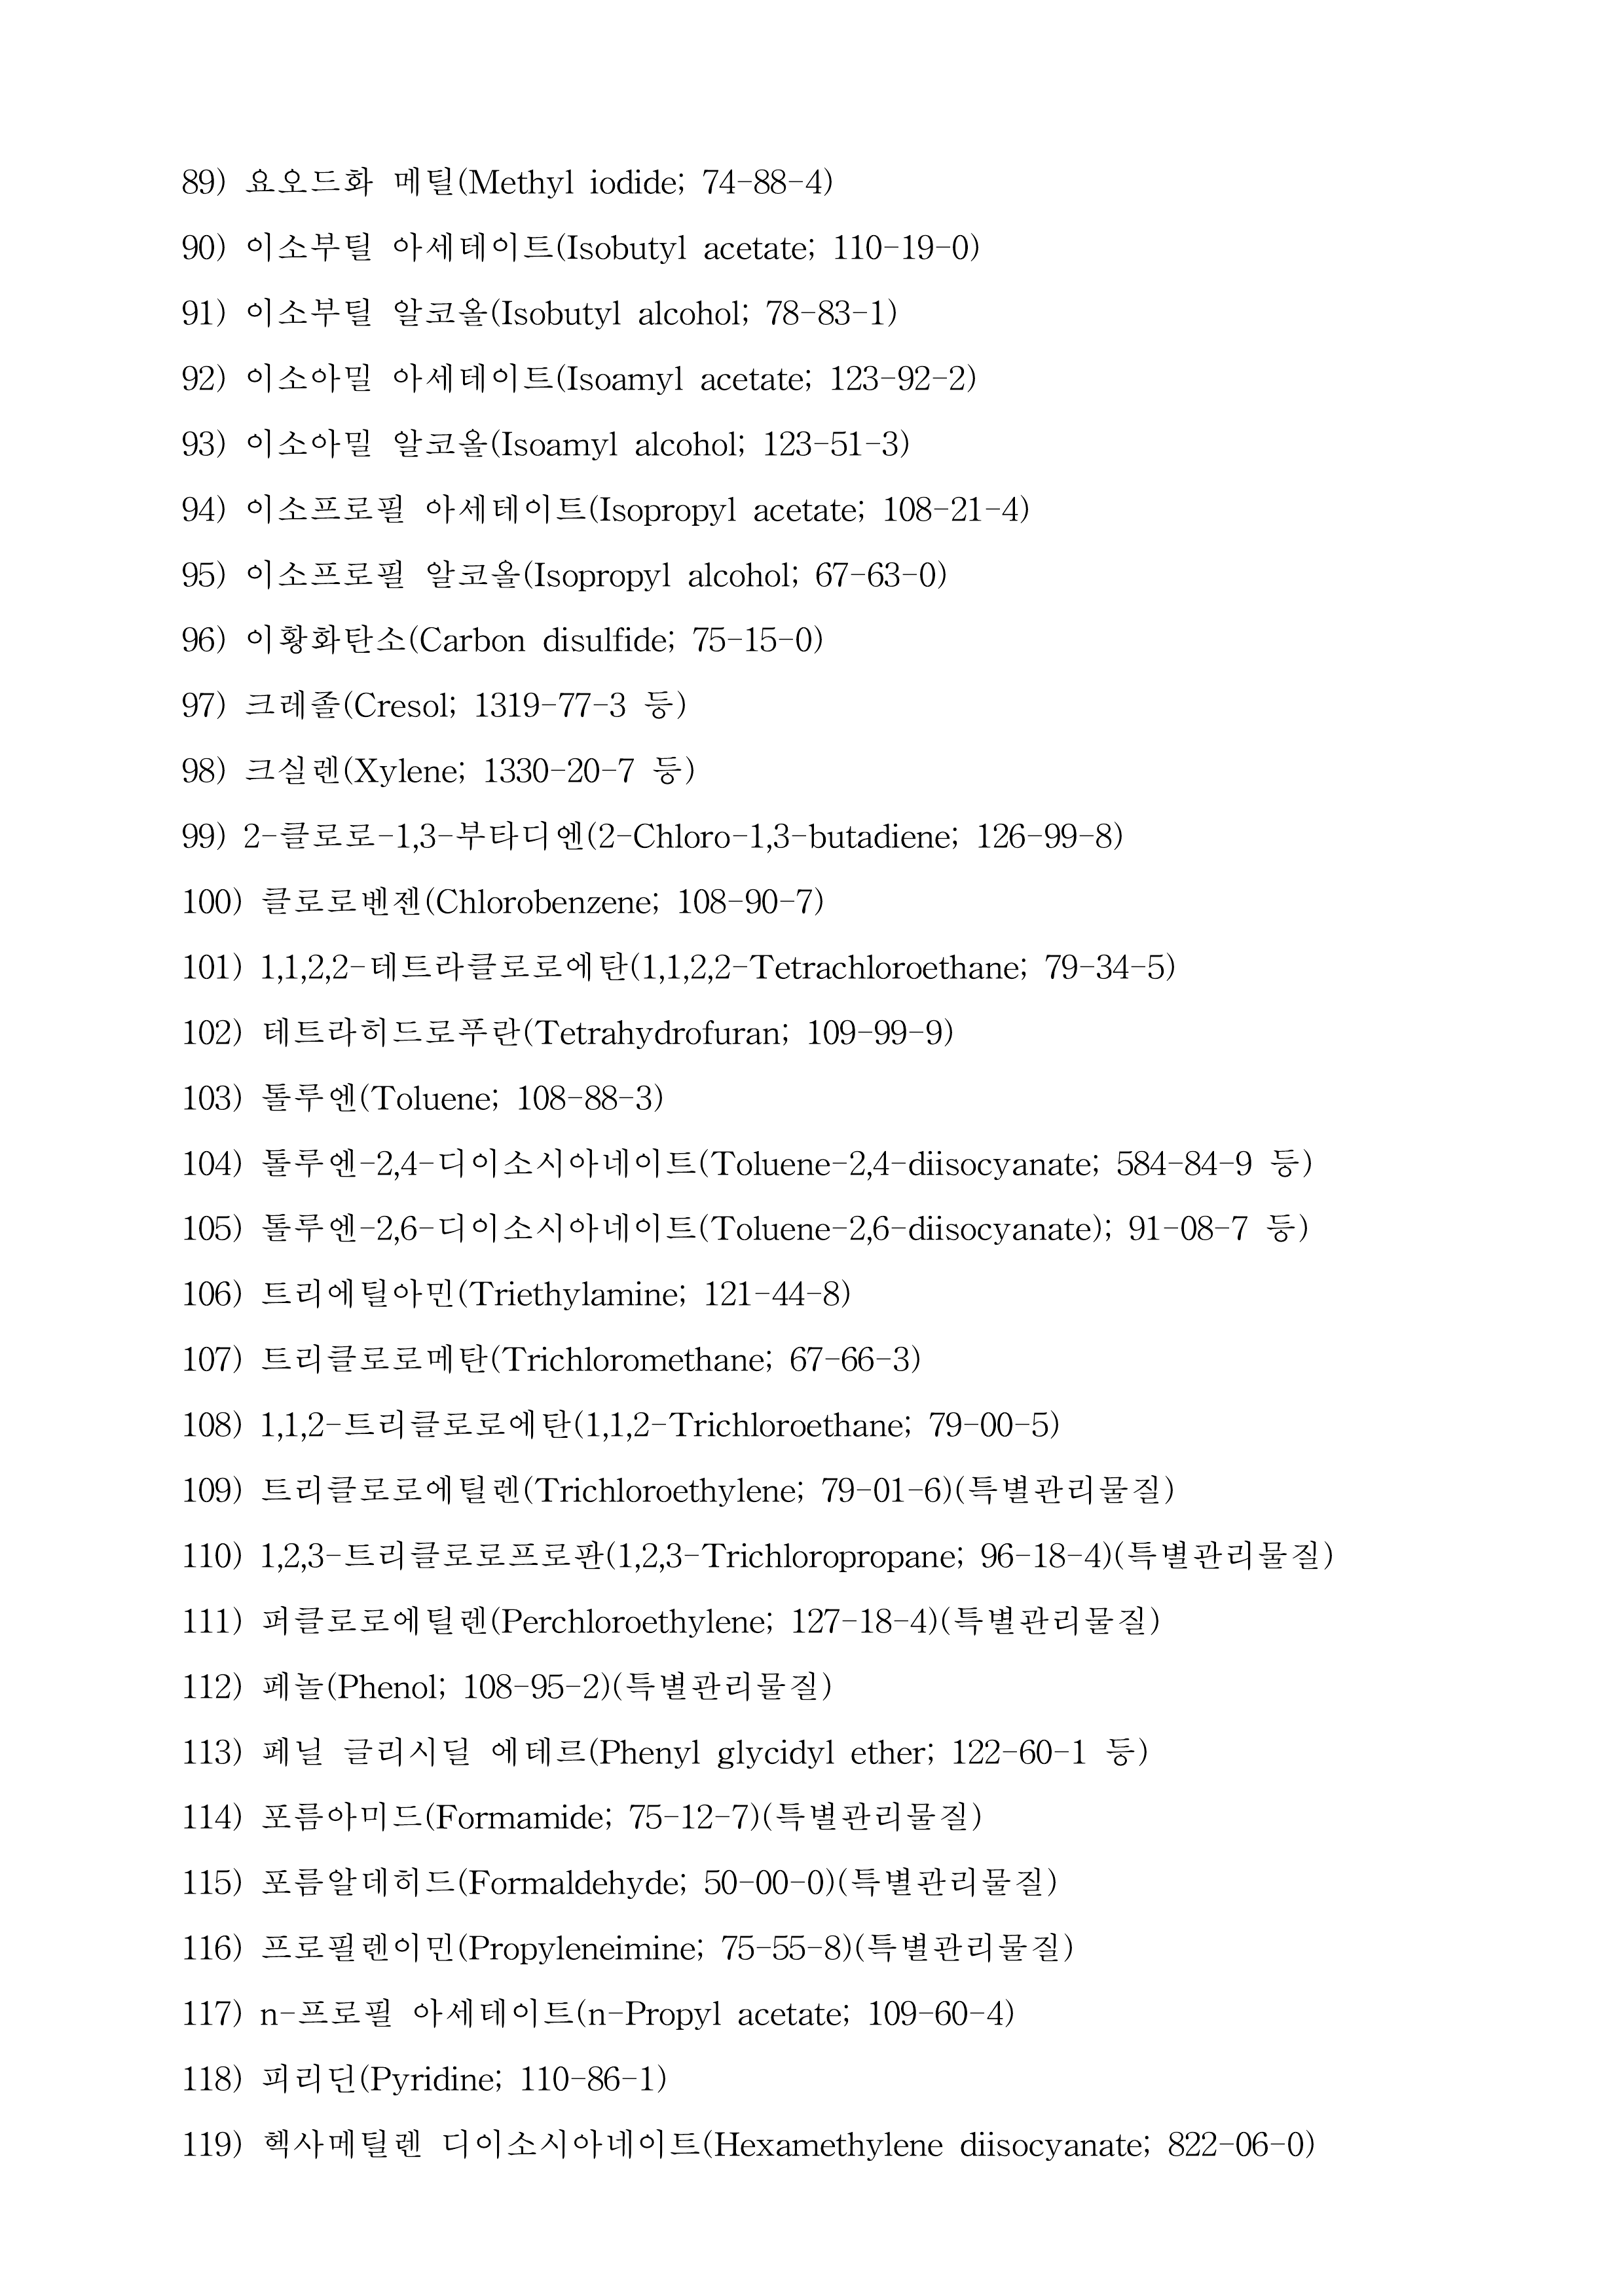 89) 요오드화 메틸(Methyl iodide; 74-88-4)
90) 이소부틸 아세테이트(Isobutyl acetate; 110-19-0)
91) 이소부틸 알코올(Isobutyl alcohol; 78-83-1)
92) 이소아밀 아세테이트(Isoamyl acetate; 123-92-2)
93) 이소아밀 알코올(Isoamyl alcohol; 123-51-3)
94) 이소프로필 아세테이트(Isopropyl acetate; 108-21-4)
95) 이소프로필 알코올(Isopropyl alcohol; 67-63-0)
96) 이황화탄소(Carbon disulfide; 75-15-0)
97) 크레졸(Cresol; 1319-77-3 등)
98) 크실렌(Xylene; 1330-20-7 등)
99) 2-클로로-1,3-부타디엔(2-Chloro-1,3-butadiene; 126-99-8)
100) 클로로벤젠(Chlorobenzene; 108-90-7)
101) 1,1,2,2-테트라클로로에탄(1,1,2,2-Tetrachloroethane; 79-34-5)
102) 테트라히드로푸란(Tetrahydrofuran; 109-99-9)
103) 톨루엔(Toluene; 108-88-3)
104) 톨루엔-2,4-디이소시아네이트(Toluene-2,4-diisocyanate; 584-84-9 등)
105) 톨루엔-2,6-디이소시아네이트(Toluene-2,6-diisocyanate); 91-08-7 등)
106) 트리에틸아민(Triethylamine; 121-44-8)
107) 트리클로로메탄(Trichloromethane; 67-66-3)
108) 1,1,2-트리클로로에탄(1,1,2-Trichloroethane; 79-00-5)
109) 트리클로로에틸렌(Trichloroethylene; 79-01-6)(특별관리물질)
110) 1,2,3-트리클로로프로판(1,2,3-Trichloropropane; 96-18-4)(특별관리물질)
111) 퍼클로로에틸렌(Perchloroethylene; 127-18-4)(특별관리물질)
112) 페놀(Phenol; 108-95-2)(특별관리물질)
113) 페닐 글리시딜 에테르(Phenyl glycidyl ether; 122-60-1 등)
114) 포름아미드(Formamide; 75-12-7)(특별관리물질)
115) 포름알데히드(Formaldehyde; 50-00-0)(특별관리물질)
116) 프로필렌이민(Propyleneimine; 75-55-8)(특별관리물질)
117) n-프로필 아세테이트(n-Propyl acetate; 109-60-4)
118) 피리딘(Pyridine; 110-86-1)
119) 헥사메틸렌 디이소시아네이트(Hexamethylene diisocyanate; 822-06-0)